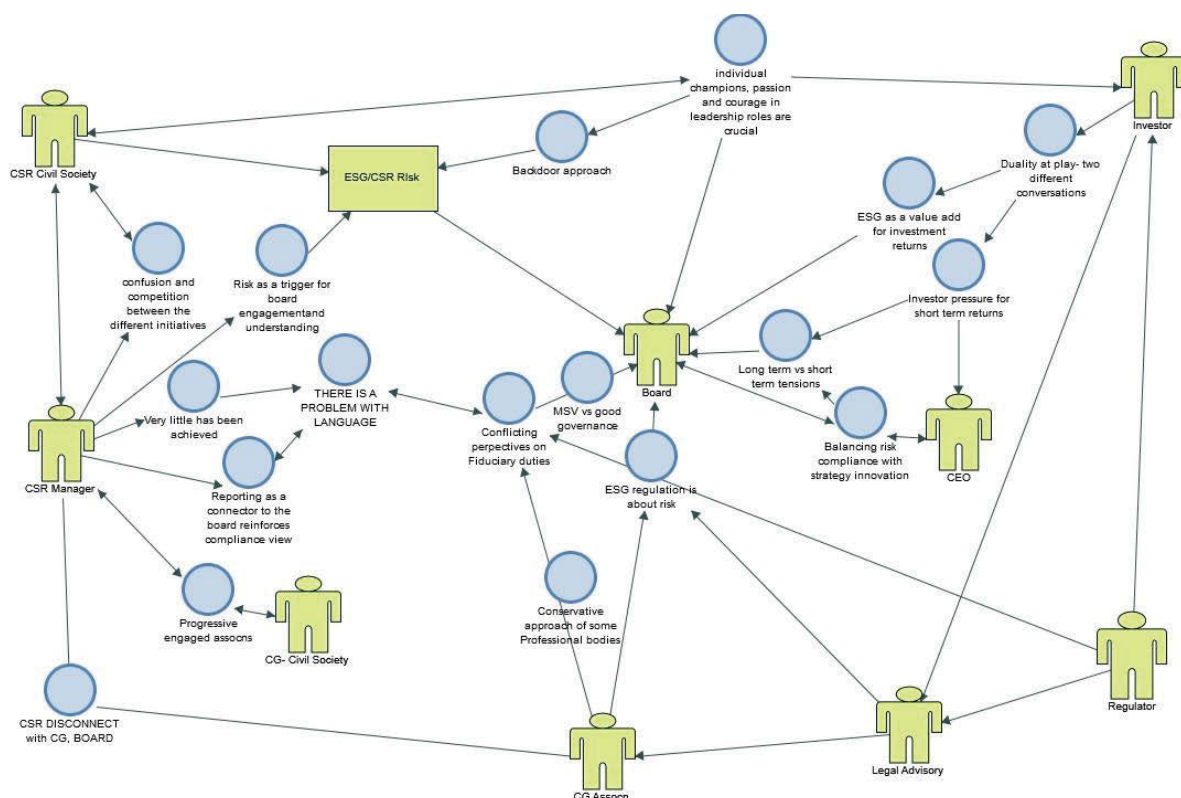 individual
champions, passion
and courage in
leadership roles are
crucial
Investor
CSR Civil Society
Backdoor approach
Duality at play- two
different
conversations
ESG/CSR RIsk
ESG as a value add
for investment
returns
confusion and
competition
between the
different initiatives
Risk as a trigger for
board
engagementand
understanding
Investor pressure for
short term returns
Board
Long term vs short
term tensions
THERE IS A
PROBLEM WITH
LANGUAGE
Very little has been
achieved
MSV vs good
governance
Conflicting
perpectives on
Fiduciary duties
Balancing risk
compliance with
strategy innovation
CEO
CSR Manager
Reporting as a
connector to the
board reinforces
compliance view
ESG regulation is
about risk
Conservative
approach of some
Professional bodies
Progressive
engaged assocns
CG- Civil Society
Regulator
CSR DISCONNECT
with CG, BOARD
Legal Advisory
CG Assocn